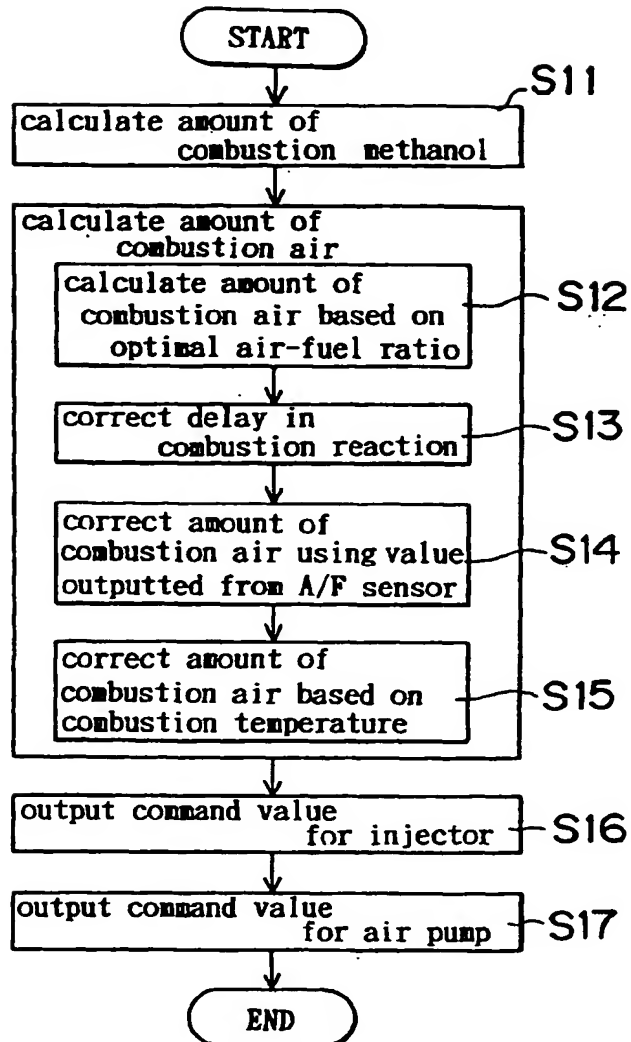 START
S11
calculate amount of
combustion methanol
calculate amount of
combustion air
calculate amount of
combustion air based on
optimal air-fuel ratio
S12
correct delay in
combustion reaction
S13
correct amount of
combustion air using value
outputted from A/F sensor
S14
correct amount of
combustion air based on
combustion temperature
S15
output command value
for injector
S16
output command value
for air pump
S17
END